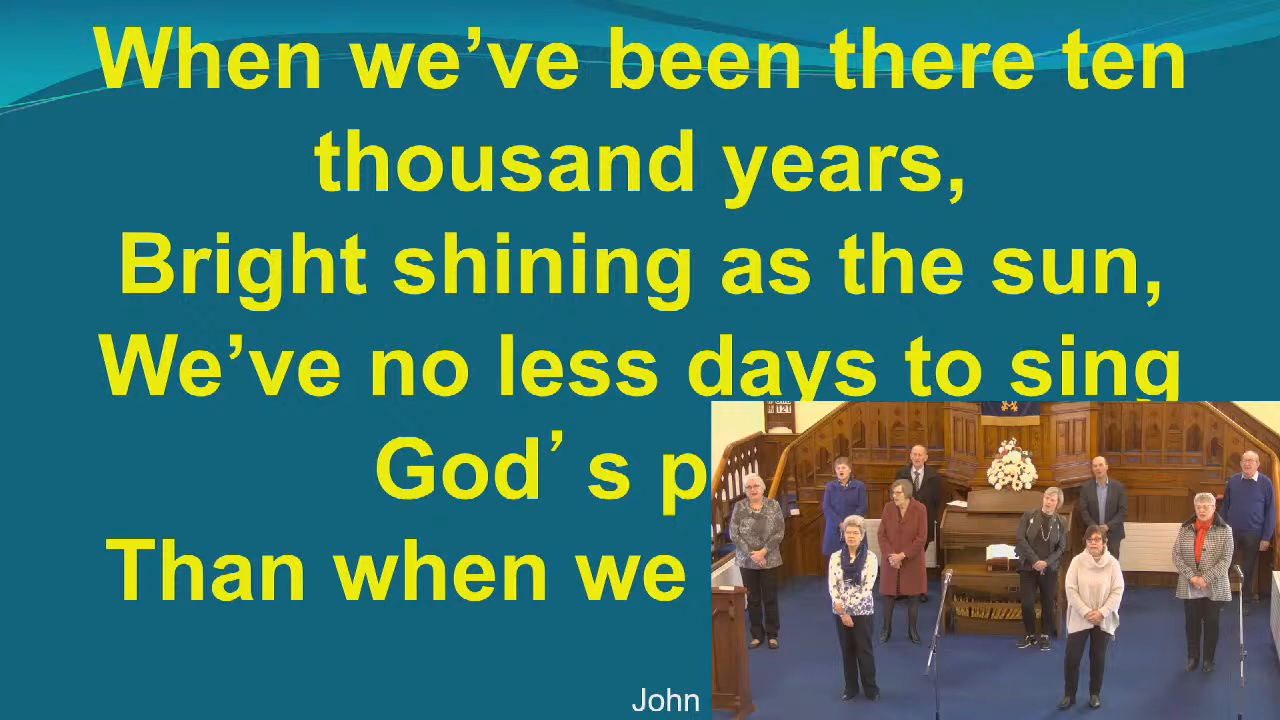 When we’ve been there ten
thousand years,
Bright shining as the sun,
We’ve no less days to sing
God’ s p
Than when we
John
121